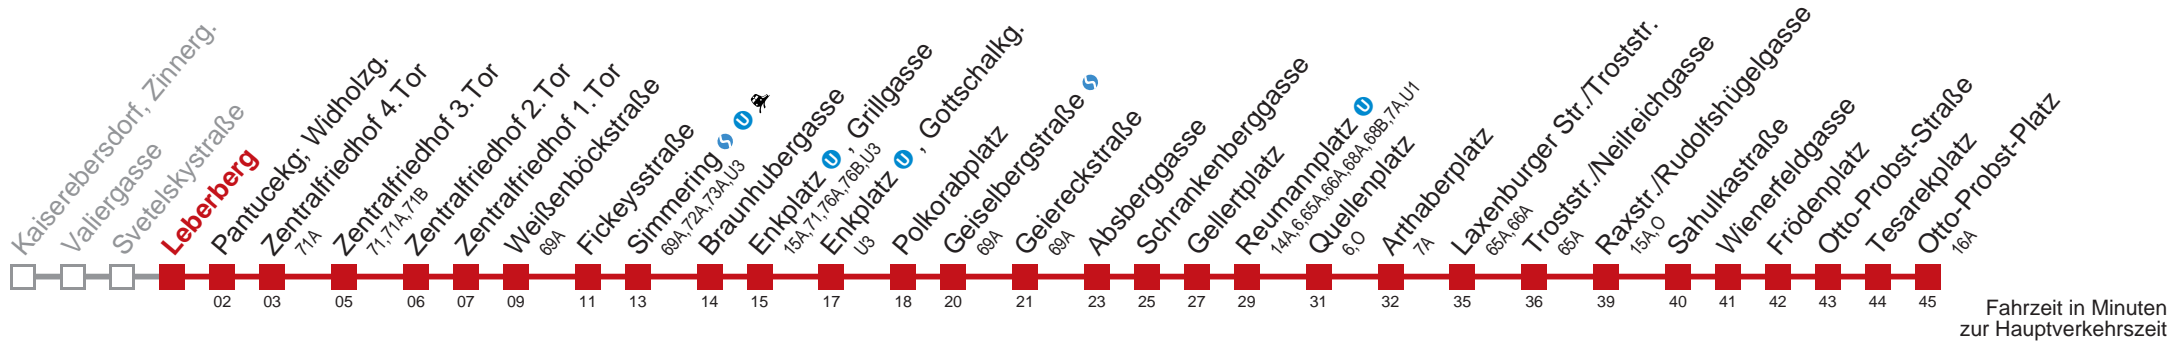 Kaiserebersdorf, Zinnerg.
Valiergasse
Svetelskystraße
Leberberg
Pantucekg; Widholzg.
02
Zentralfriedhof 4.Tor
71A
03
Zentralfriedhof 3.Tor
71,71A,71B
05
Zentralfriedhof 2.Tor
06
Zentralfriedhof 1.Tor
07
Weißenböckstraße
69A
09
Fickeysstraße
11
Simmering S U
69A,72A,73A,U3
13
Braunhubergasse
14
Enkplatz U , Grillgasse
15A,71,76A,76B,U3
15
Enkplatz U , Gottschalkg.
U3
17
Polkorabplatz
18
Geiselbergstraße S
69A
20
Geiereckstraße
69A
21
Absberggasse
23
Schrankenberggasse
25
Gellertplatz
27
Reumannplatz U
14A,6,65A,66A,68A,68B,7A,U1
29
Quellenplatz
6,O
31
Arthaberplatz
7A
32
Laxenburger Str./Troststr.
65A,66A
35
Troststr./Neilreichgasse
65A
36
Raxstr./Rudolfshügelgasse
15A,O
39
Sahulkastraße
40
Wienerfeldgasse
41
Frödenplatz
42
Otto-Probst-Straße
43
Tesarekplatz
44
Otto-Probst-Platz
16A
45
Fahrzeit in Minuten
zur Hauptverkehrszeit